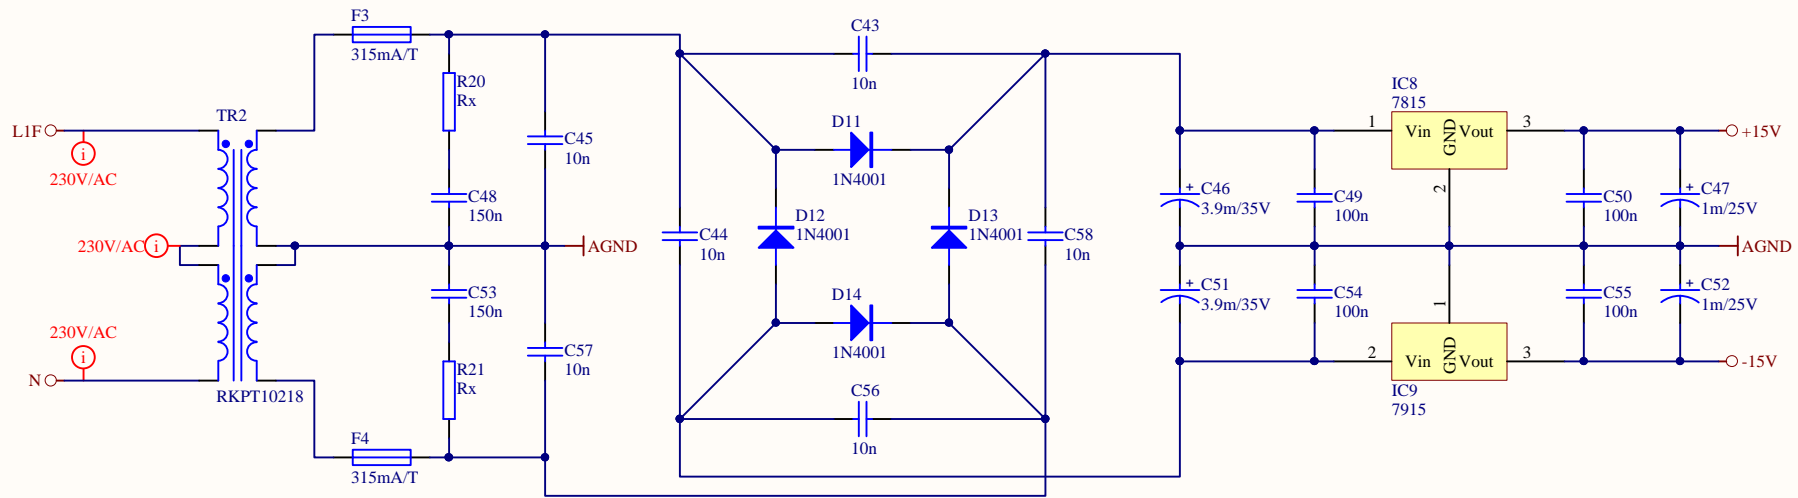 F3
315mA/T
L1F
i
230V/AC
TR2
R20
Rx
C45
10n
C48
150n
230V/AC
i
AGND
C53
150n
230V/AC
i
N
RKPT10218
R21
Rx
C57
10n
F4
315mA/T
C43
10n
D11
1N4001
C44
10n
D12
1N4001
D13
1N4001
C58
10n
D14
1N4001
C56
10n
IC8
7815
1
Vin
GND
Vout
3
2
+15V
+
C46
3.9m/35V
C49
100n
C50
100n
+
C47
1m/25V
AGND
+
C51
3.9m/35V
C54
100n
1
C55
100n
+
C52
1m/25V
2
Vin
GND
Vout
3
-15V
IC9
7915